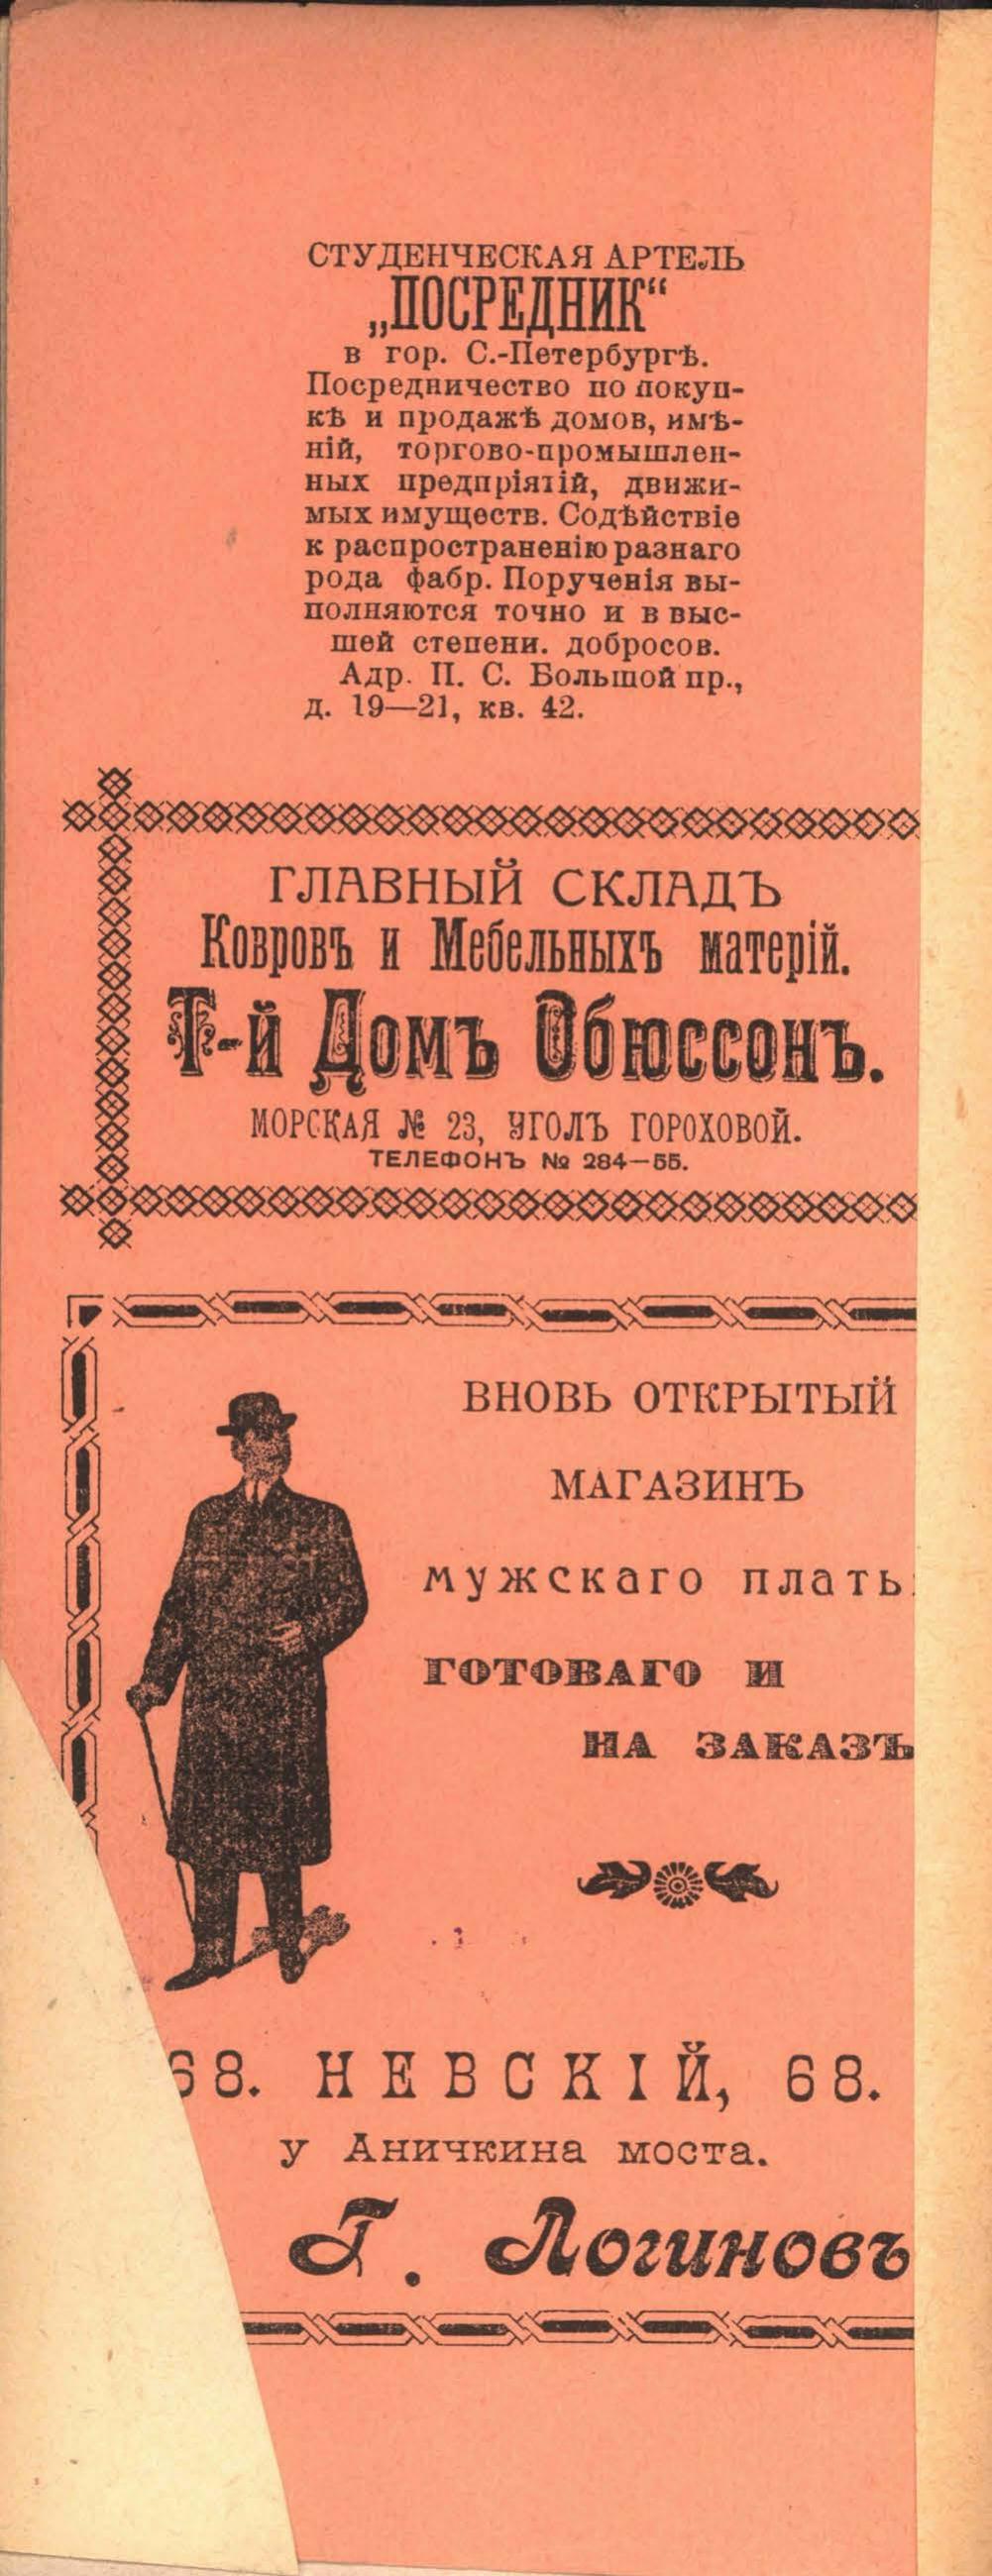 СТУДЕНЧЕСКАЯ АРТЕЛЬ
„ПОСРЕДНИК“
в гор. С.-Петербургѣ.
Посредничество по покуп-
кѣ и продажѣ домов, имѣ-
ній, торгово-промышлен-
ных предпріятій, движи-
мых имуществ. Содѣйствіе
к распространенію разнаго
рода фабр. Порученія вы-
полняются точно и в выс-
шей степени. добросов.
Адр. П. С. Большой пр.,
д. 19—21, кв. 42.
ГЛАВНЫЙ СКЛАДЪ
Ковровъ и Мебельныхъ матерій.
Т-й Домъ Обюссонъ.
МОРСКАЯ № 23, УГОЛЪ ГОРОХОВОЙ.
ТЕЛЕФОНЪ № 284—55.
ВНОВЬ ОТКРЫТЫЙ
МАГАЗИНЪ
мужскаго плать
ГОТОВАГО И
НА ЗАКАЗЪ
68. НЕВСКІЙ, 68.
у Аничкина моста.
Г. Логиновъ